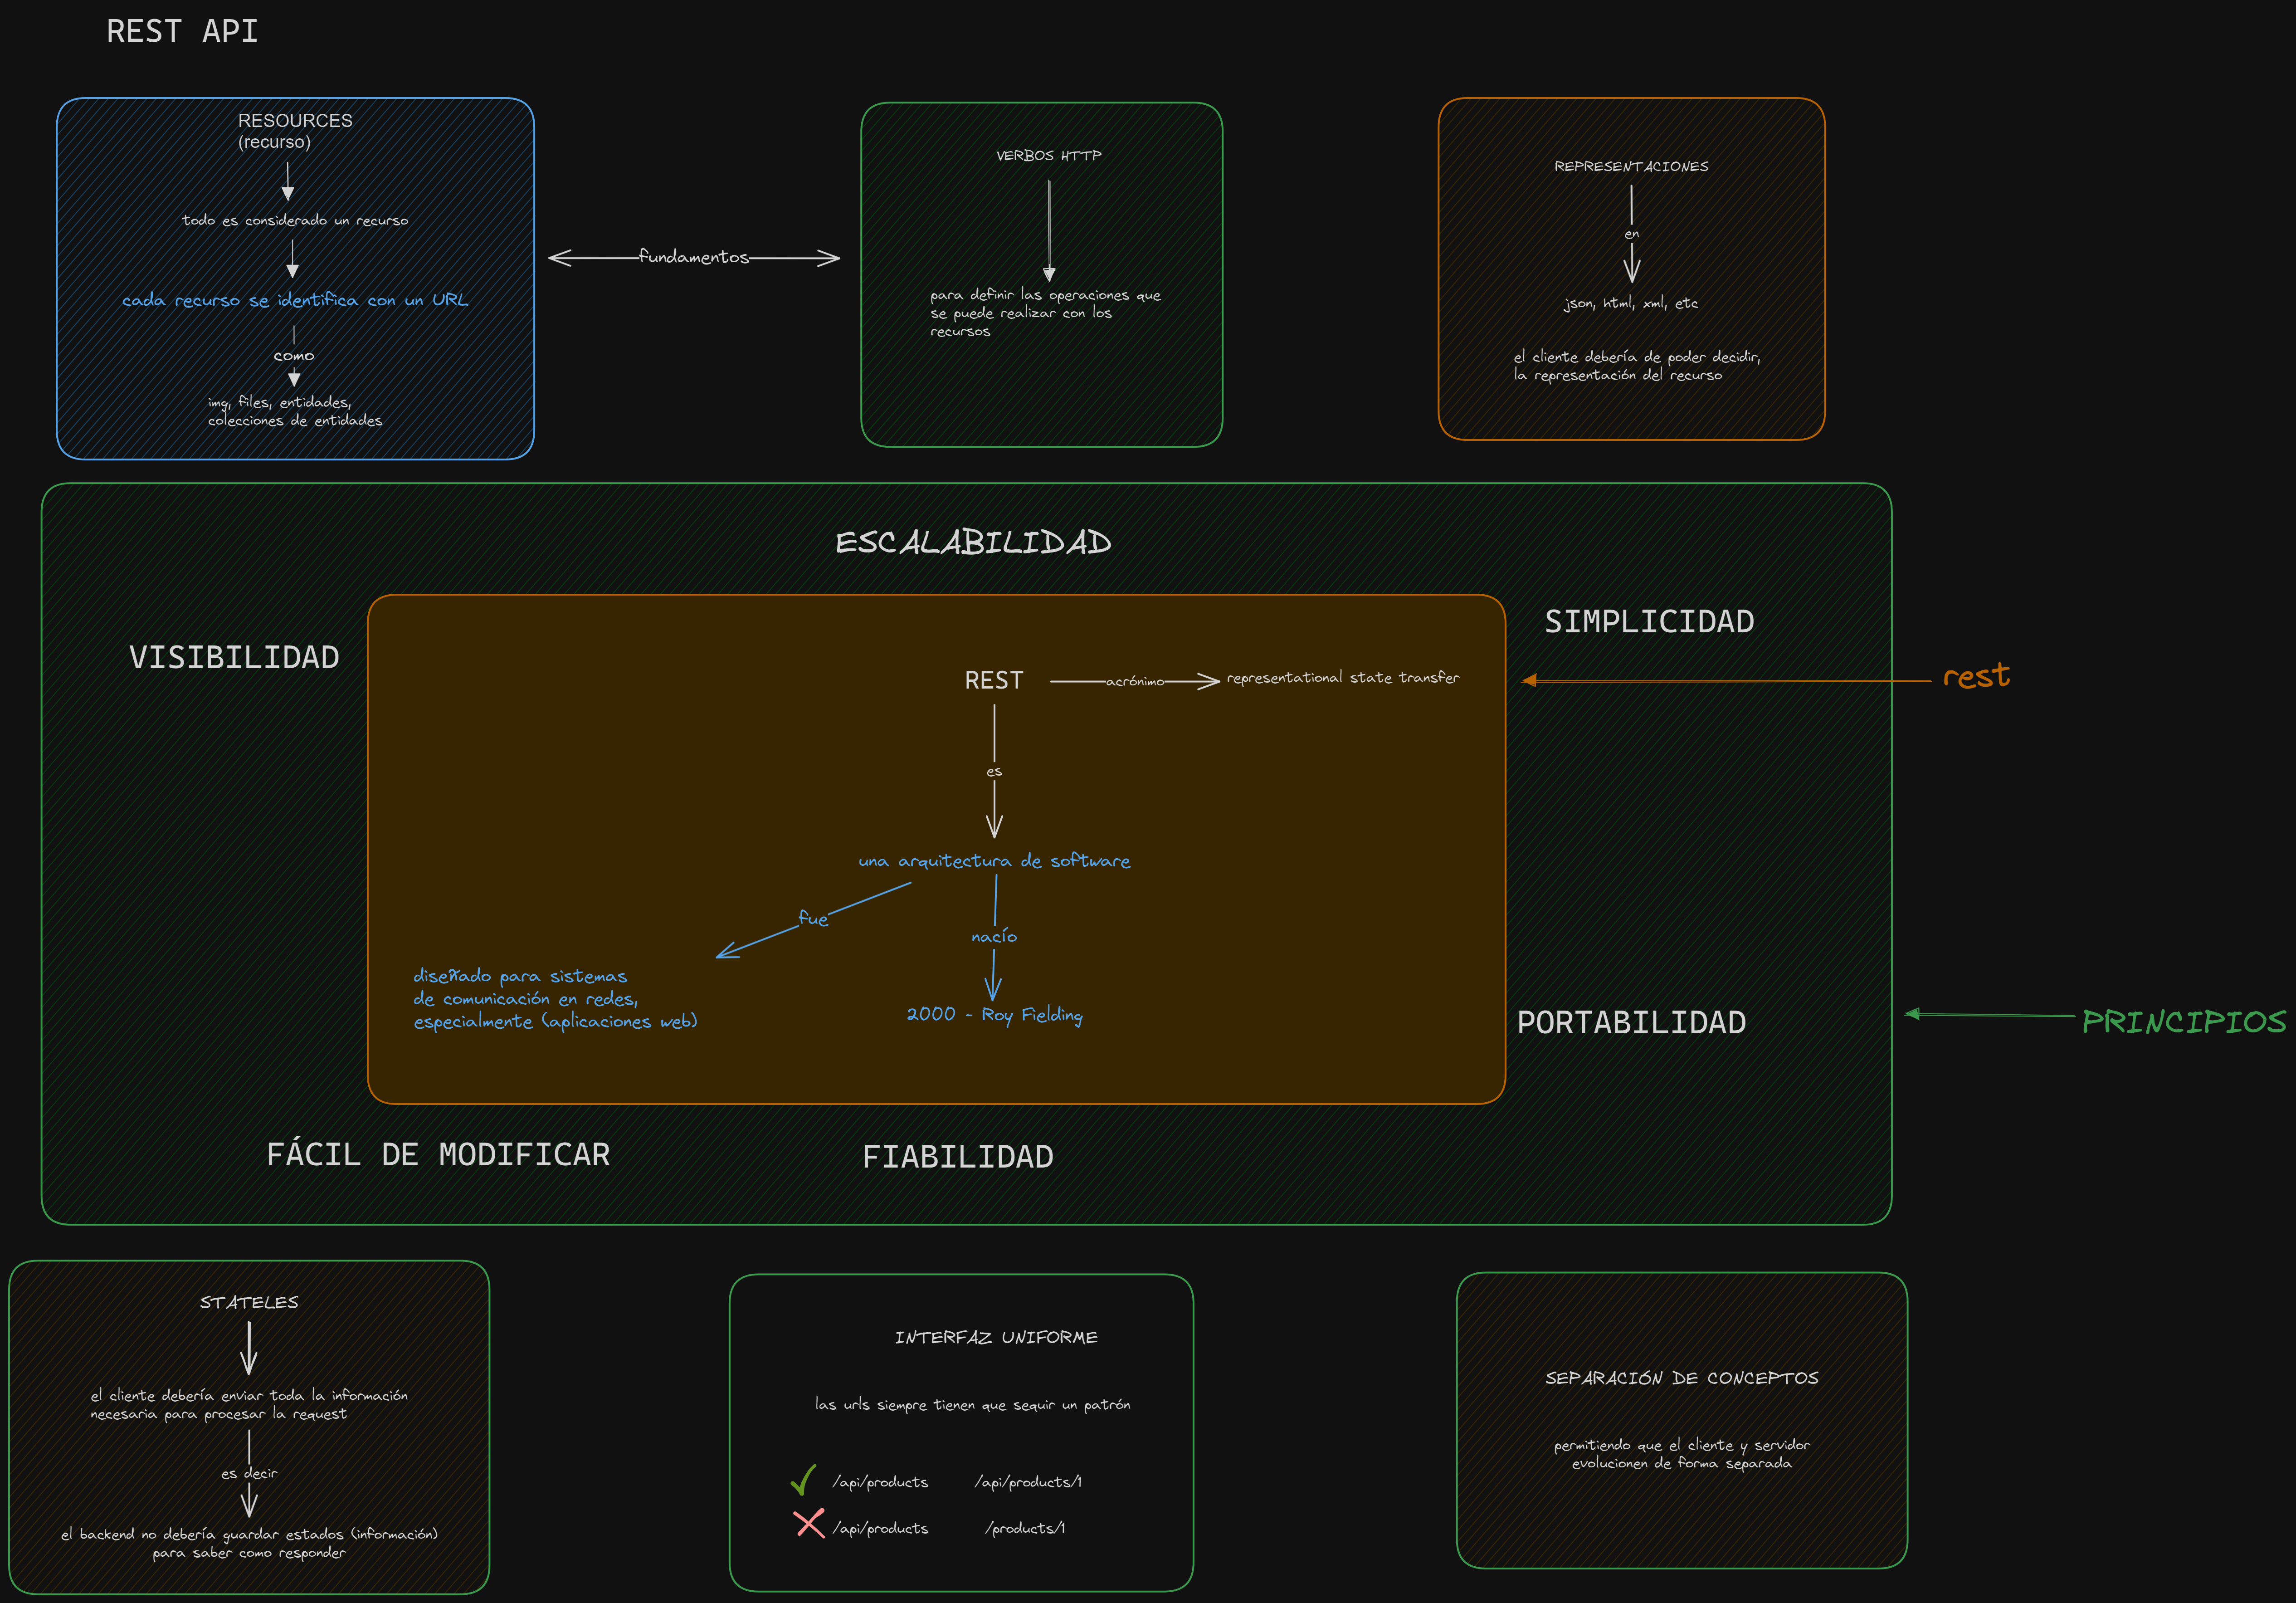 REST API
RESOURCES
(recurso)
todo es considerado un recurso
cada recurso se identifica con un URL
como
img, files, entidades,
colecciones de entidades
fundamentos
VERBOS HTTP
para definir las operaciones que
se puede realizar con los
recursos
REPRESENTACIONES
en
json, html, xml, etc
el cliente debería de poder decidir,
la representación del recurso
ESCALABILIDAD
VISIBILIDAD
SIMPLICIDAD
REST
acrónimo
representational state transfer
rest
es
una arquitectura de software
fue
nacío
diseñado para sistemas
de comunicación en redes,
especialmente (aplicaciones web)
2000 - Roy Fielding
PORTABILIDAD
PRINCIPIOS
FÁCIL DE MODIFICAR
FIABILIDAD
STATELES
el cliente debería enviar toda la información
necesaria para procesar la request
es decir
el backend no debería guardar estados (información)
para saber como responder
INTERFAZ UNIFORME
las urls siempre tienen que seguir un patrón
/api/products /api/products/1
/api/products /products/1
SEPARACIÓN DE CONCEPTOS
permitiendo que el cliente y servidor
evolucionen de forma separada